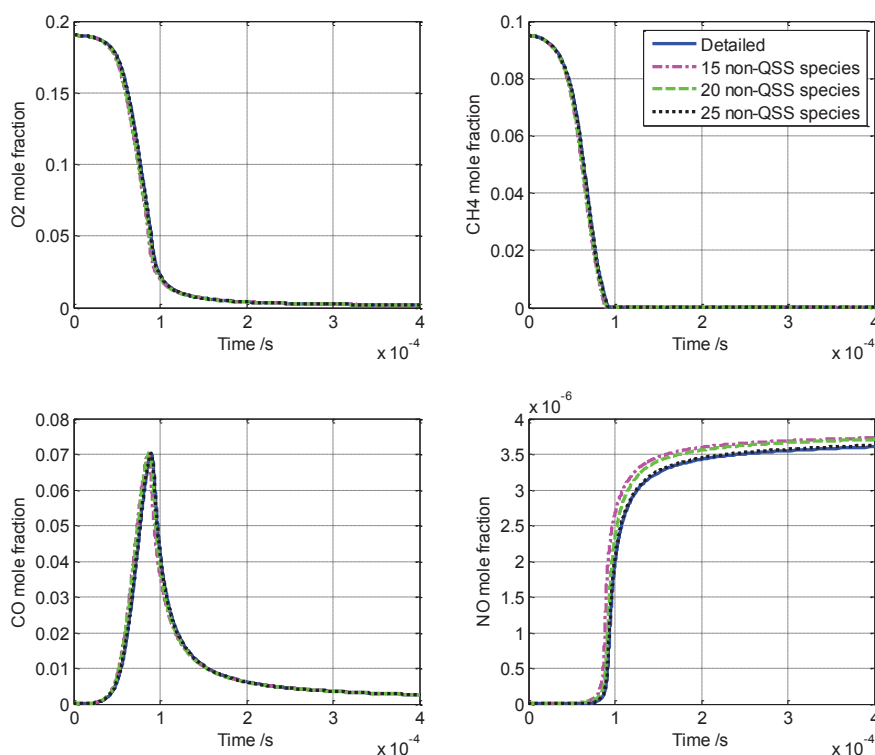 0.2
0.15
0.1
0.05
0
O2 mole fraction
0 1 2 3 4
Time /s
x 10^-4
0.1
0.08
0.06
0.04
0.02
0
CH4 mole fraction
0 1 2 3 4
Time /s
x 10^-4
Detailed
15 non-QSS species
20 non-QSS species
25 non-QSS species
0.08
0.07
0.06
0.05
0.04
0.03
0.02
0.01
0
CO mole fraction
0 1 2 3 4
Time /s
x 10^-4
x 10^-6
4
3.5
3
2.5
2
1.5
1
0.5
0
NO mole fraction
0 1 2 3 4
Time /s
x 10^-4